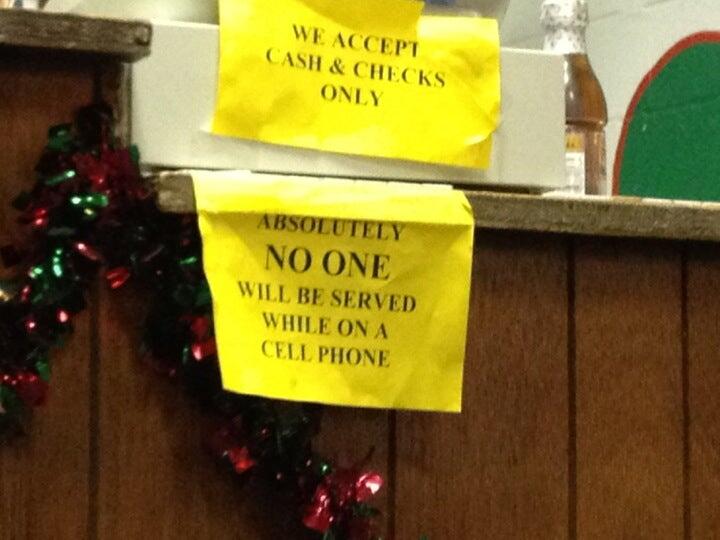 WE ACCEPT
CASH & CHECKS
ONLY
ABSOLUTELY
NO ONE
WILL BE SERVED
WHILE ON A
CELL PHONE